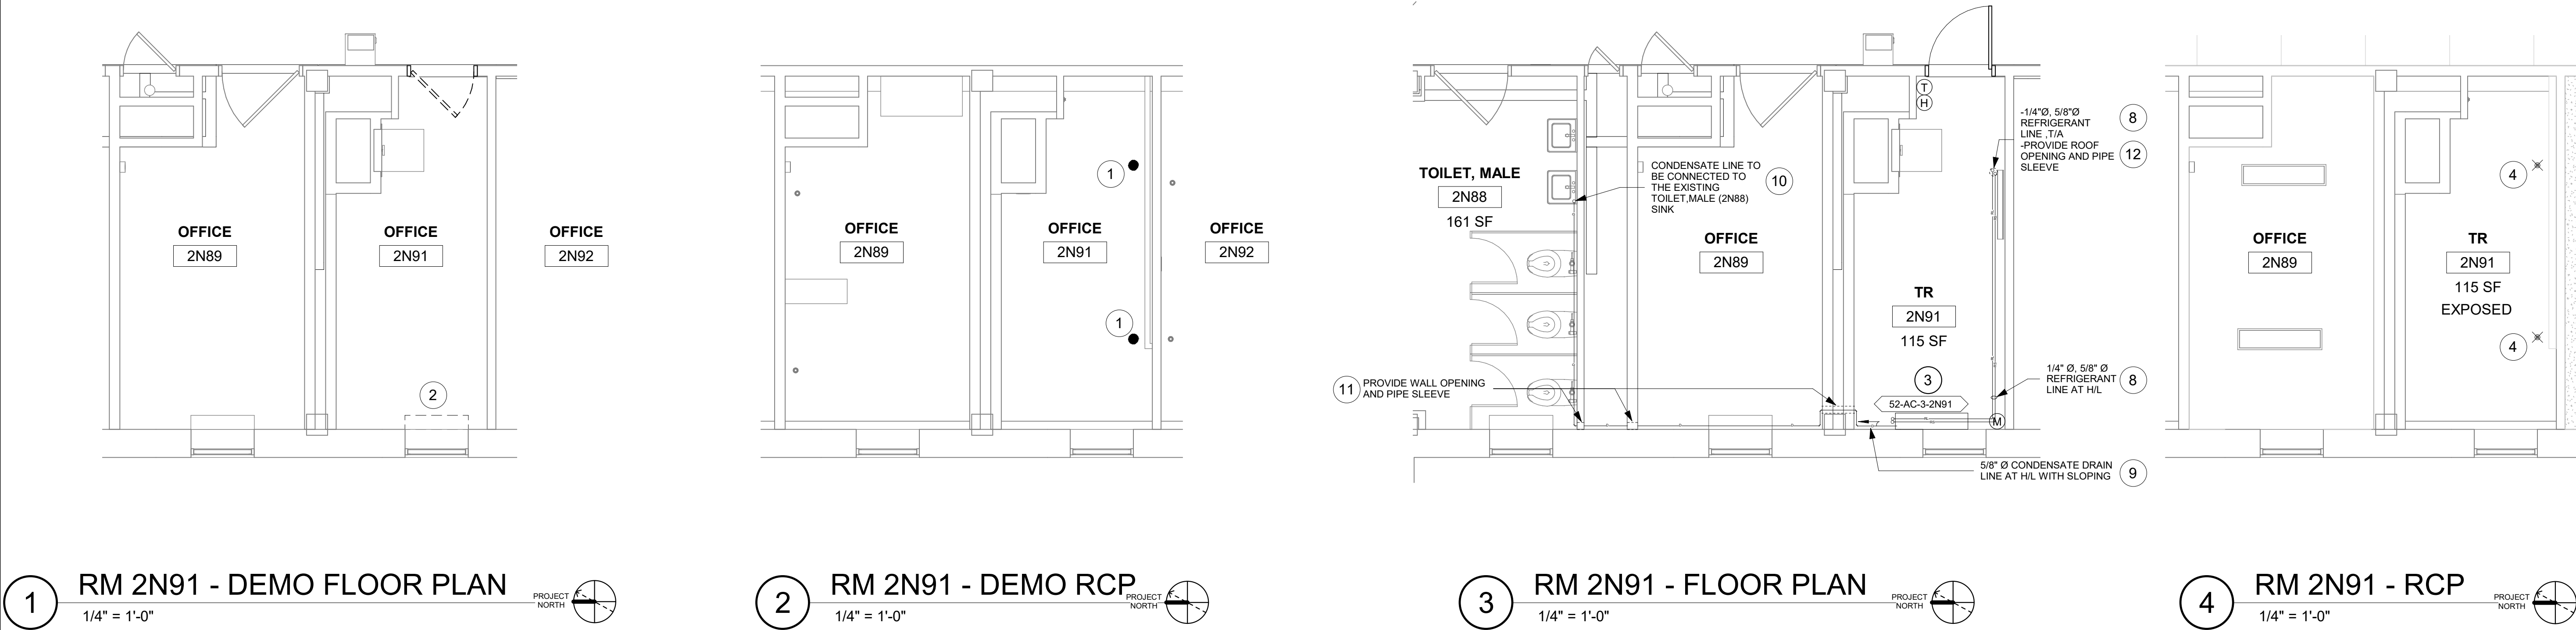 OFFICE
2N89
OFFICE
2N91
OFFICE
2N92
2
1
RM 2N91 - DEMO FLOOR PLAN
1/4" = 1'-0"
PROJECT
NORTH
1
1
OFFICE
2N89
OFFICE
2N91
OFFICE
2N92
2
RM 2N91 - DEMO RCP
1/4" = 1'-0"
PROJECT
NORTH
TOILET, MALE
2N88
161 SF
CONDENSATE LINE TO
BE CONNECTED TO
THE EXISTING
TOILET,MALE (2N88)
SINK
10
T
H
-1/4"Ø, 5/8"Ø
REFRIGERANT
LINE ,T/A
-PROVIDE ROOF
OPENING AND PIPE
SLEEVE
8
12
OFFICE
2N89
TR
2N91
115 SF
3
52-AC-3-2N91
M
11
PROVIDE WALL OPENING
AND PIPE SLEEVE
1/4" Ø, 5/8" Ø
REFRIGERANT
LINE AT H/L
8
5/8" Ø CONDENSATE DRAIN
LINE AT H/L WITH SLOPING
9
3
RM 2N91 - FLOOR PLAN
1/4" = 1'-0"
PROJECT
NORTH
4
4
OFFICE
2N89
TR
2N91
115 SF
EXPOSED
4
RM 2N91 - RCP
1/4" = 1'-0"
PROJECT
NORTH